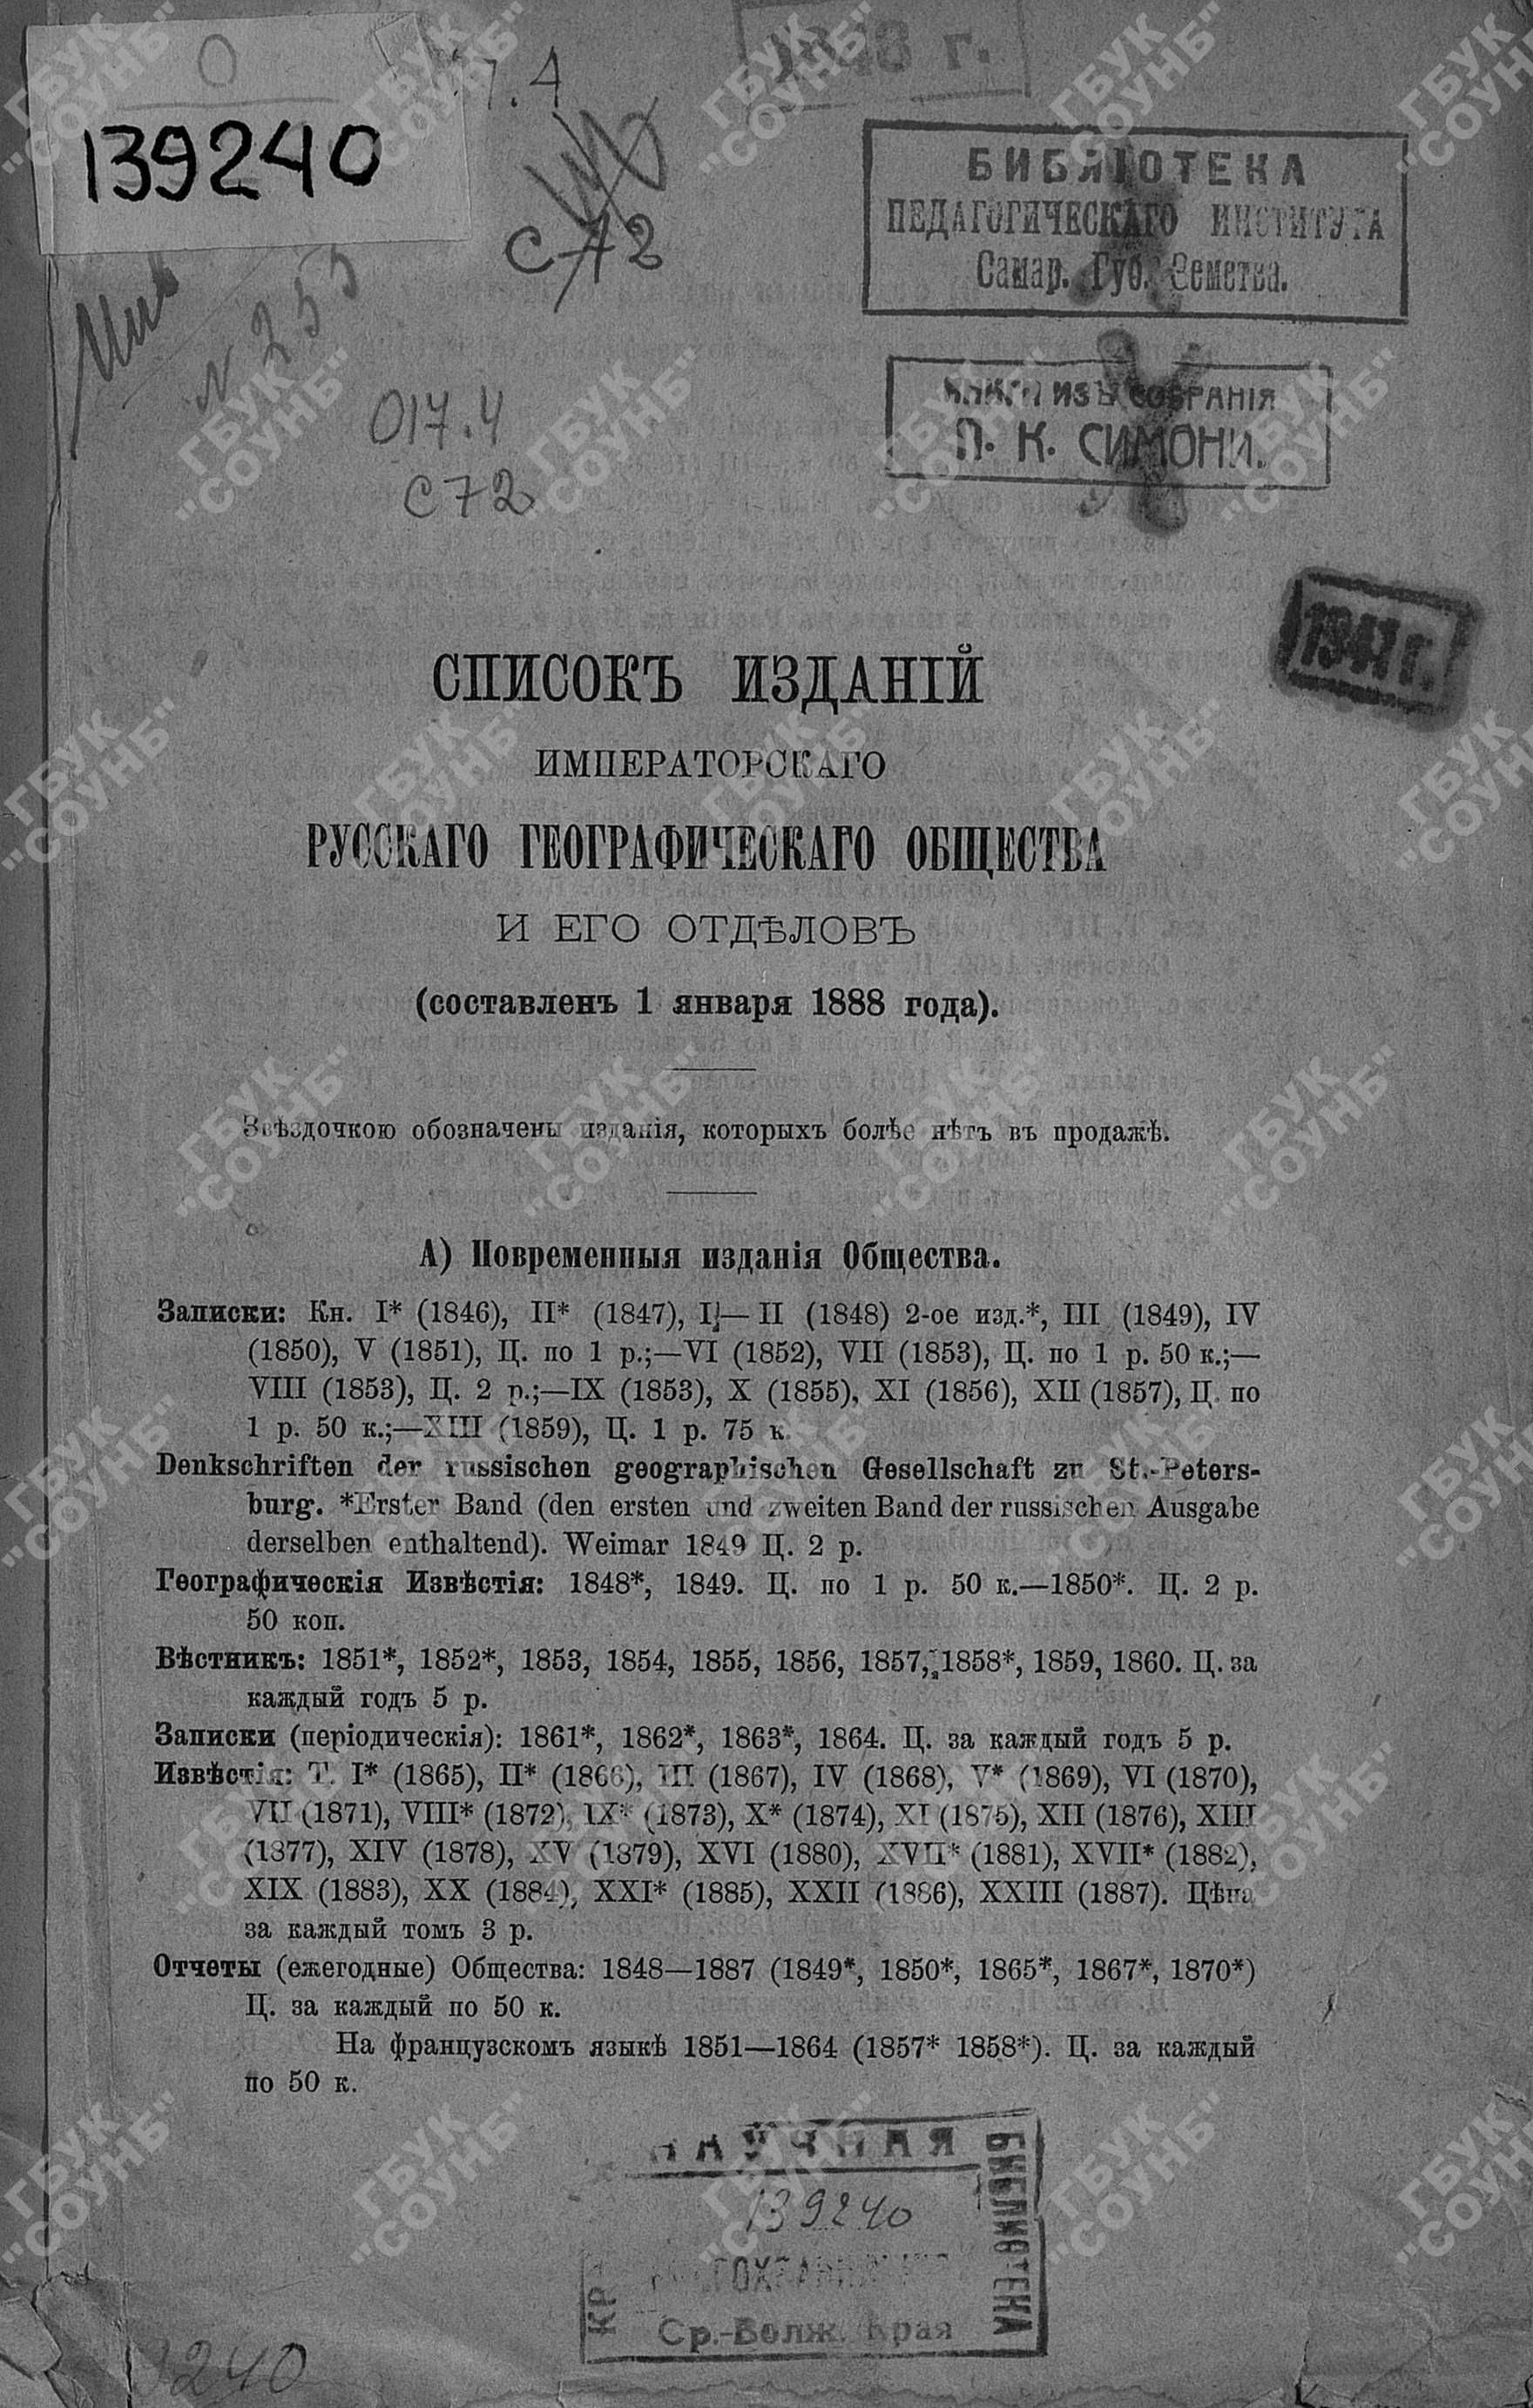 139240
С72
БИБЛІОТЕКА
ПЕДАГОГИЧЕСКАГО ИНСТИТУТА
Самар. Губ. Земства.
N 253
017.4
С72
КНИГИ ИЗЪ СОБРАНІЯ
П. К. СИМОНИ.
1941 г.
СПИСОКЪ ИЗДАНІЙ
ИМПЕРАТОРСКАГО
РУССКАГО ГЕОГРАФИЧЕСКАГО ОБЩЕСТВА
И ЕГО ОТДѢЛОВЪ
(составленъ 1 января 1888 года).
Звѣздочкою обозначены изданія, которыхъ болѣе нѣтъ въ продажѣ.
А) Повременныя изданія Общества.
Записки: Кн. I* (1846), II* (1847), I—II (1848) 2-ое изд.*, III (1849), IV
(1850), V (1851), Ц. по 1 р.;—VI (1852), VII (1853), Ц. по 1 р. 50 к.;—
VIII (1853), Ц. 2 р.;—IX (1853), X (1855), XI (1856), XII (1857), Ц. по
1 р. 50 к.;—XIII (1859), Ц. 1 р. 75 к.
Denkschriften der russischen geographischen Gesellschaft zu St.-Peters-
burg. *Erster Band (den ersten und zweiten Band der russischen Ausgabe
derselben enthaltend). Weimar 1849 Ц. 2 р.
Географическія Извѣстія: 1848*, 1849. Ц. по 1 р. 50 к.—1850*. Ц. 2 р.
50 коп.
Вѣстникъ: 1851*, 1852*, 1853, 1854, 1855, 1856, 1857, 1858*, 1859, 1860. Ц. за
каждый годъ 5 р.
Записки (періодическія): 1861*, 1862*, 1863*, 1864. Ц. за каждый годъ 5 р.
Извѣстія: Т. I* (1865), II* (1866), III (1867), IV (1868), V* (1869), VI (1870),
VII (1871), VIII* (1872), IX* (1873), X* (1874), XI (1875), XII (1876), XIII
(1877), XIV (1878), XV (1879), XVI (1880), XVII* (1881), XVII* (1882),
XIX (1883), XX (1884), XXI* (1885), XXII (1886), XXIII (1887). Цѣна
за каждый томъ 3 р.
Отчеты (ежегодные) Общества: 1848—1887 (1849*, 1850*, 1865*, 1867*, 1870*)
Ц. за каждый по 50 к.
На французскомъ языкѣ 1851—1864 (1857* 1858*). Ц. за каждый
по 50 к.
НАУЧНАЯ
БИБЛИОТЕКА
139240
Ср.-Волж. Края
ГБУК
"СОУНБ"